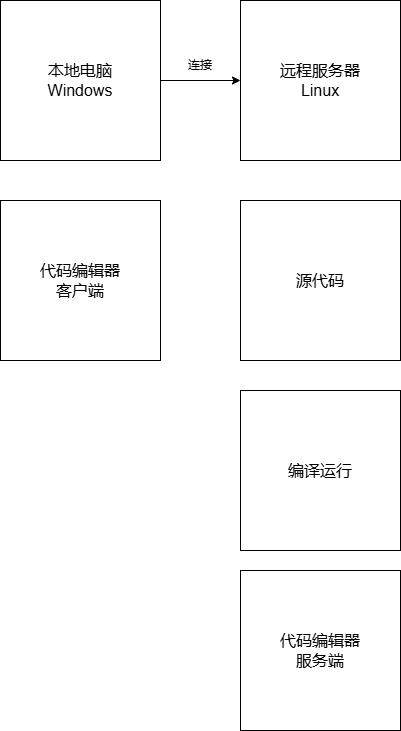 本地电脑
Windows
连接
远程服务器
Linux
代码编辑器
客户端
源代码
编译运行
代码编辑器
服务端